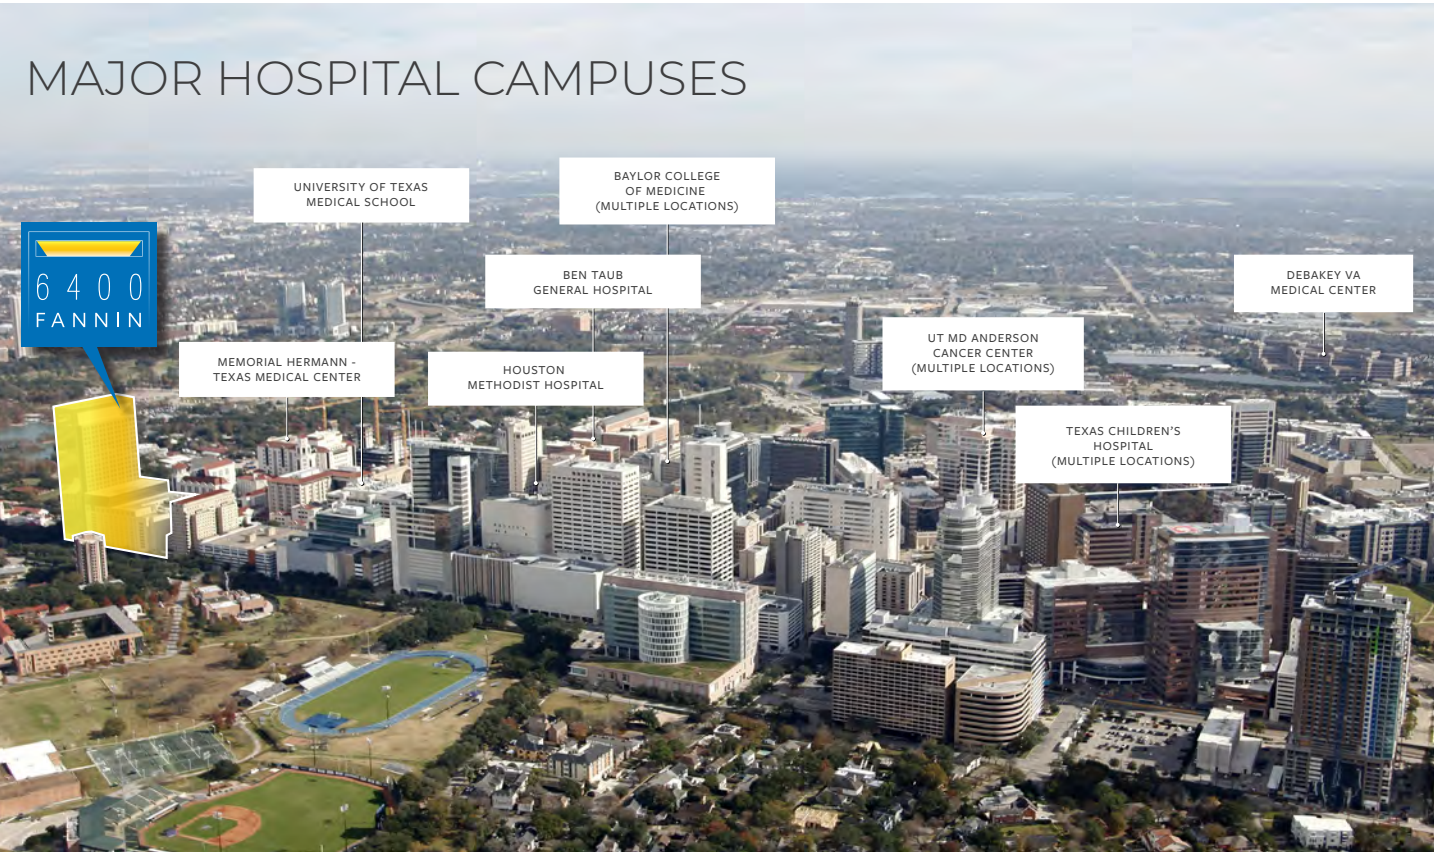 MAJOR HOSPITAL CAMPUSES
UNIVERSITY OF TEXAS
MEDICAL SCHOOL
BAYLOR COLLEGE
OF MEDICINE
(MULTIPLE LOCATIONS)
6400
FANNIN
BEN TAUB
GENERAL HOSPITAL
DEBAKEY VA
MEDICAL CENTER
MEMORIAL HERMANN -
TEXAS MEDICAL CENTER
HOUSTON
METHODIST HOSPITAL
UT MD ANDERSON
CANCER CENTER
(MULTIPLE LOCATIONS)
TEXAS CHILDREN'S
HOSPITAL
(MULTIPLE LOCATIONS)